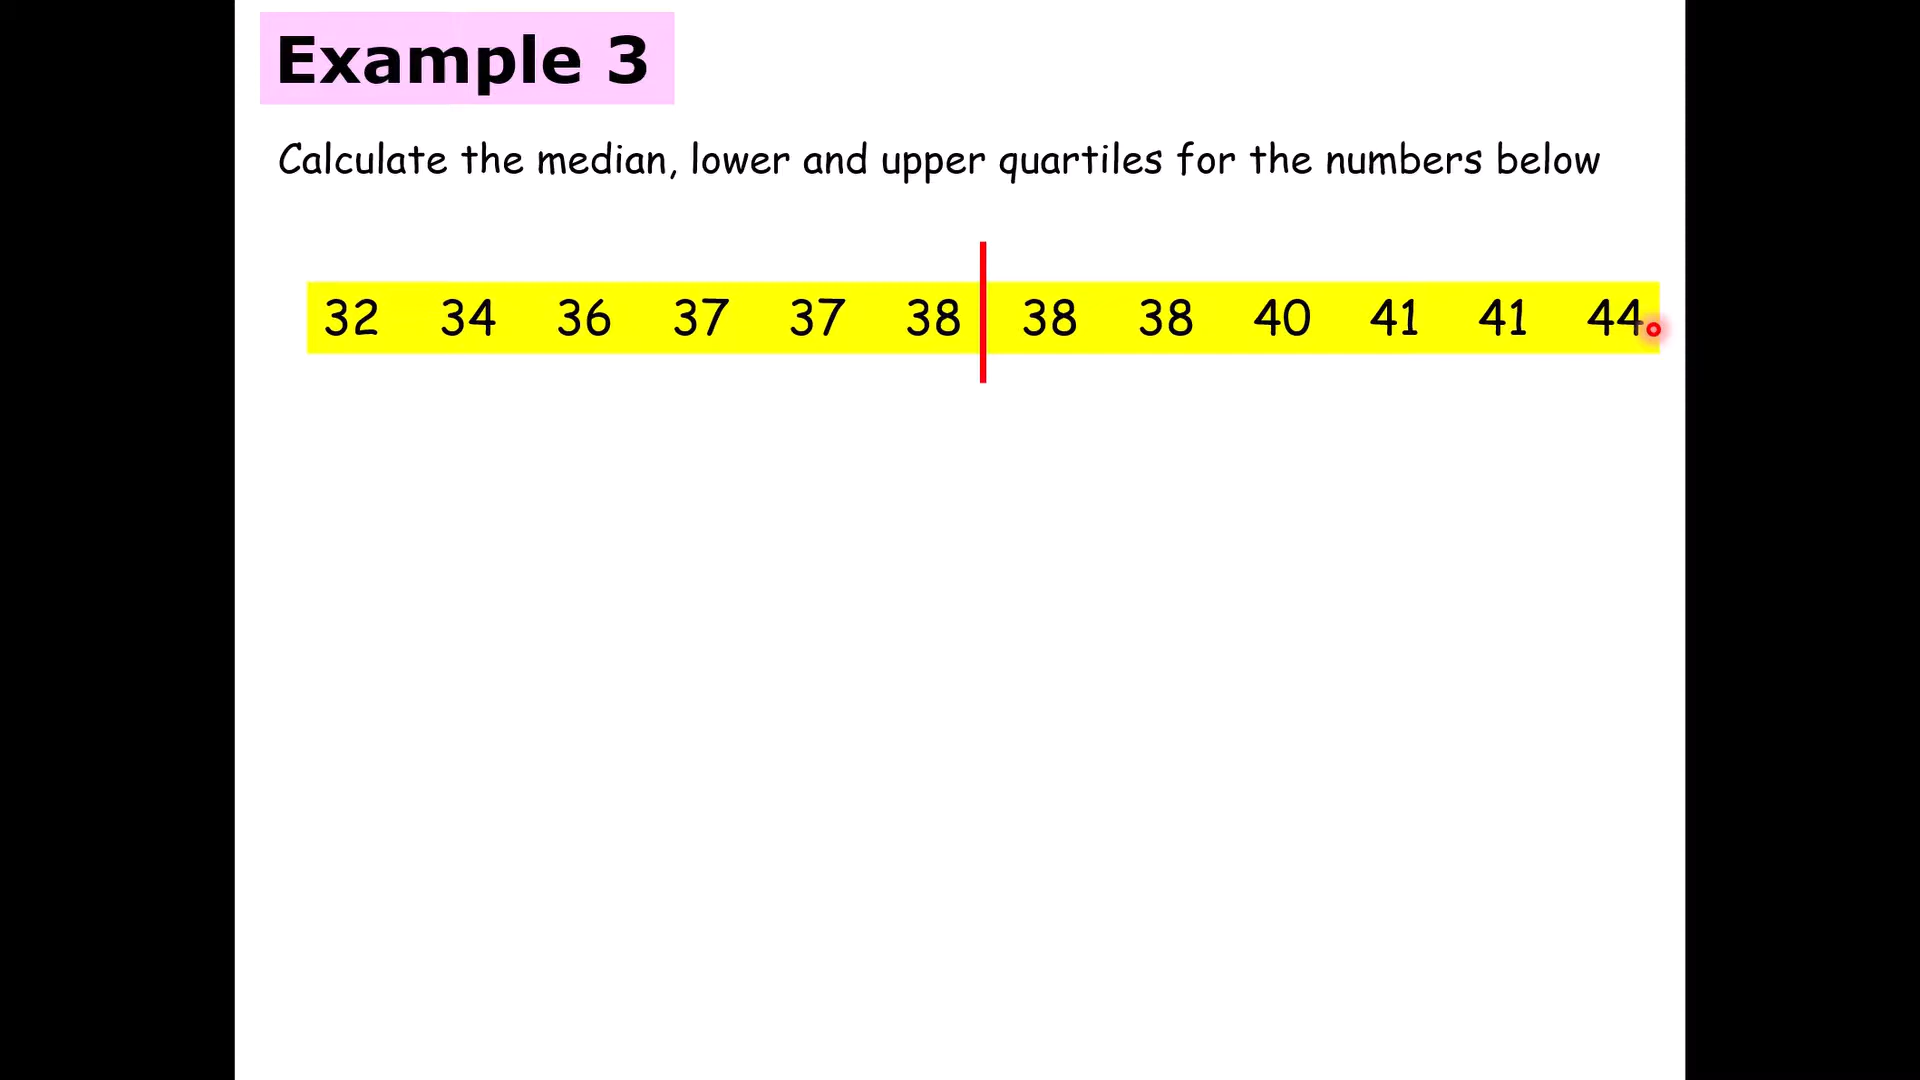 Example 3
Calculate the median, lower and upper quartiles for the numbers below
32 34 36 37 37 38 38 38 40 41 41 44